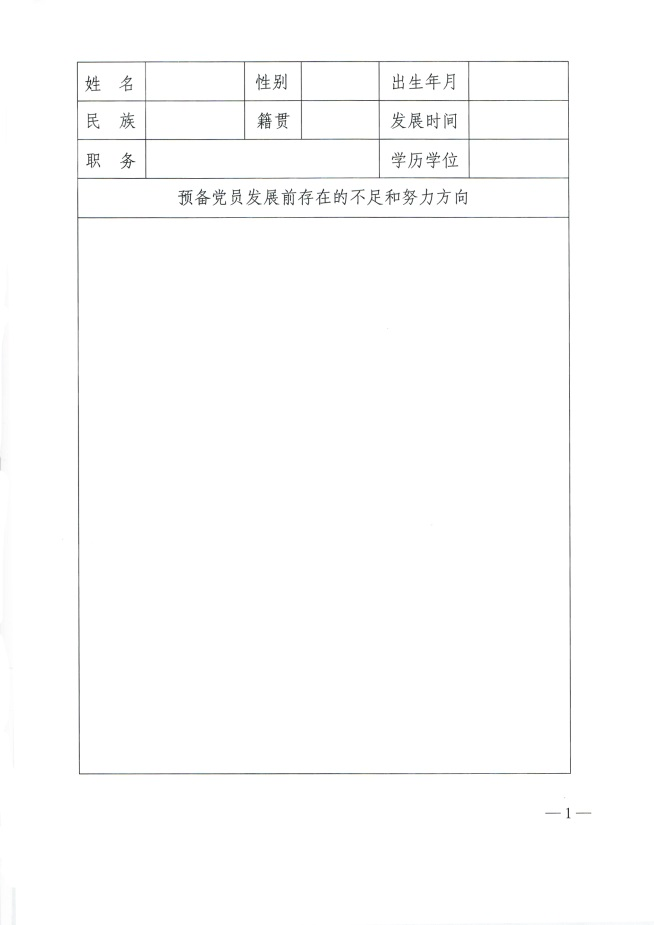 姓 名 性别 出生年月
民 族 籍贯 发展时间
职 务 学历学位
预备党员发展前存在的不足和努力方向
— 1 —